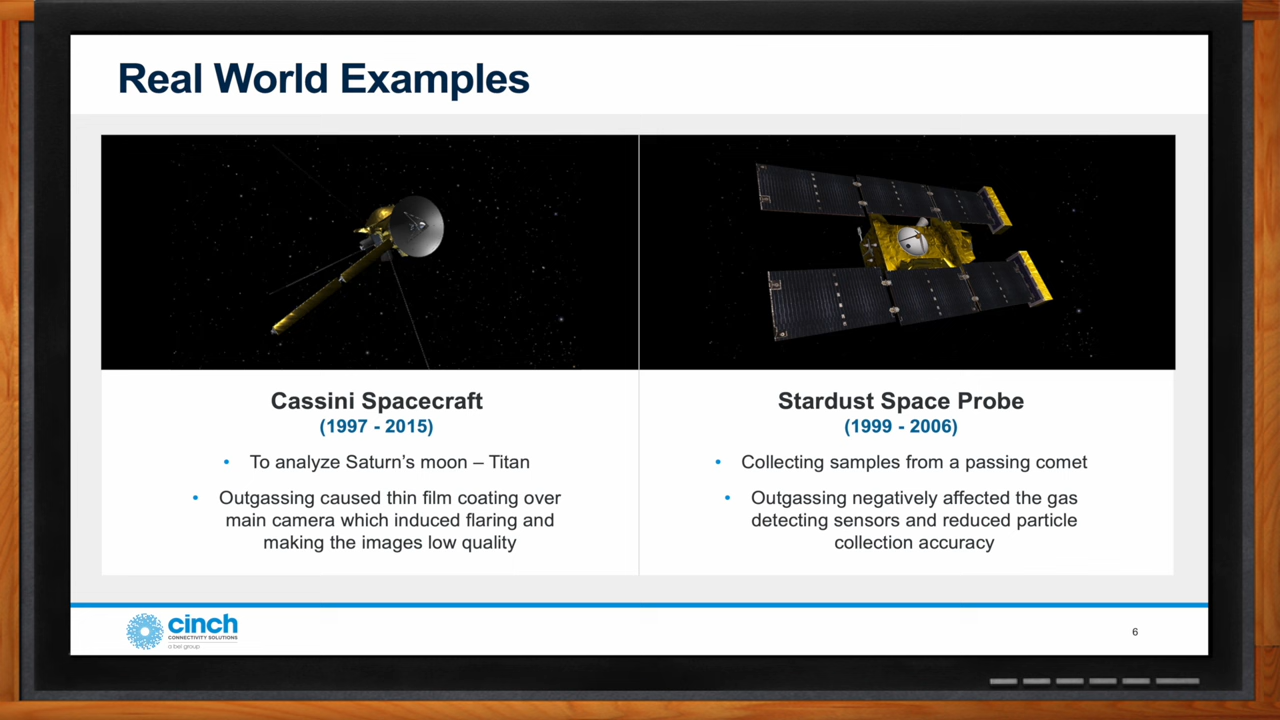 Real World Examples
Cassini Spacecraft
(1997 - 2015)
• To analyze Saturn's moon – Titan
• Outgassing caused thin film coating over
main camera which induced flaring and
making the images low quality
Stardust Space Probe
(1999 - 2006)
• Collecting samples from a passing comet
• Outgassing negatively affected the gas
detecting sensors and reduced particle
collection accuracy
cinch
CONNECTIVITY SOLUTIONS
a bel group
6